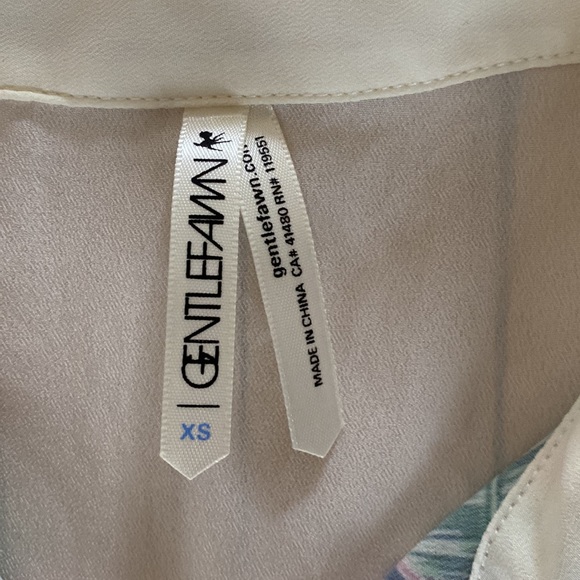 GENTLEFAWN
XS
gentlefawn.com
CA# 41480 RN# 119551
MADE IN CHINA